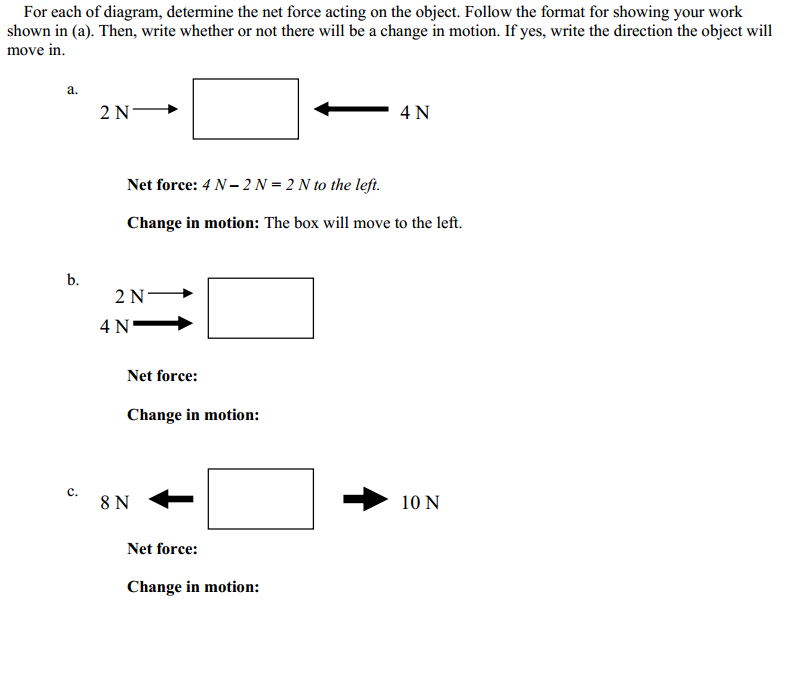 For each of diagram, determine the net force acting on the object. Follow the format for showing your work
shown in (a). Then, write whether or not there will be a change in motion. If yes, write the direction the object will
move in.
a.
2 N
4 N
Net force: 4 N – 2 N = 2 N to the left.
Change in motion: The box will move to the left.
b.
2 N
4 N
Net force:
Change in motion:
c.
8 N
10 N
Net force:
Change in motion: